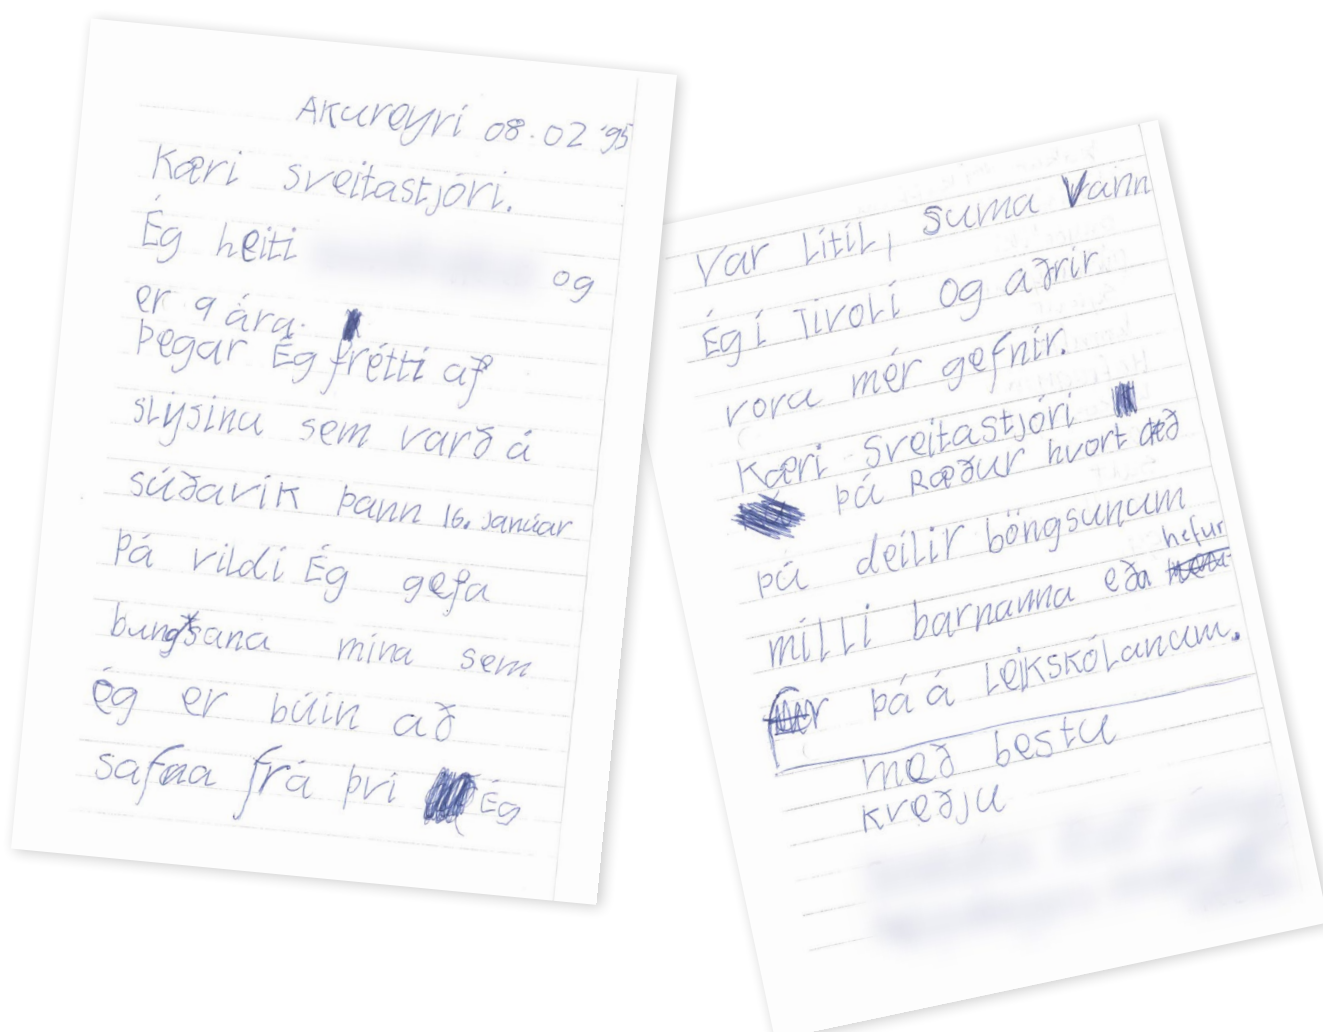 Akureyri 08.02 '95
Kæri sveitastjóri.
Ég heiti og
er 9 ára.
Þegar Ég frétti af
slysinu sem varð á
súðavík þann 16. janúar
þá vildi Ég gefa
bungsana mína sem
ég er búin að
safna frá því Ég
Var lítil, suma vann
Ég í Tivolí og aðrir
voru mér gefnir.
Kæri Sveitastjóri
þú Ræður hvort
þú deilir böngsunum
hefur
milli barnanna eða
þá á Leikskólanum.
með bestu
kveðju